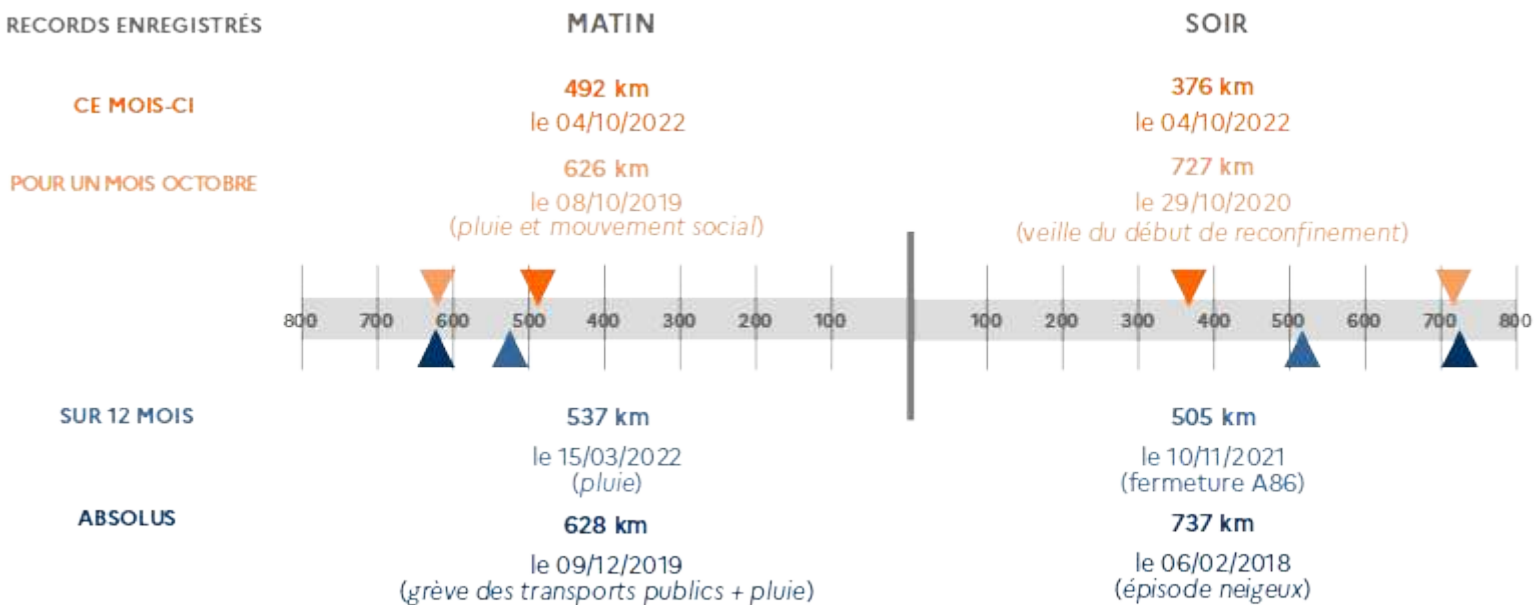 RECORDS ENREGISTRÉS
MATIN
SOIR
CE MOIS-CI
492 km
le 04/10/2022
376 km
le 04/10/2022
POUR UN MOIS OCTOBRE
626 km
le 08/10/2019
(pluie et mouvement social)
727 km
le 29/10/2020
(veille du début de reconfinement)
800 700 600 500 400 300 200 100 100 200 300 400 500 600 700 800
SUR 12 MOIS
537 km
le 15/03/2022
(pluie)
505 km
le 10/11/2021
(fermeture A86)
ABSOLUS
628 km
le 09/12/2019
(grève des transports publics + pluie)
737 km
le 06/02/2018
(épisode neigeux)